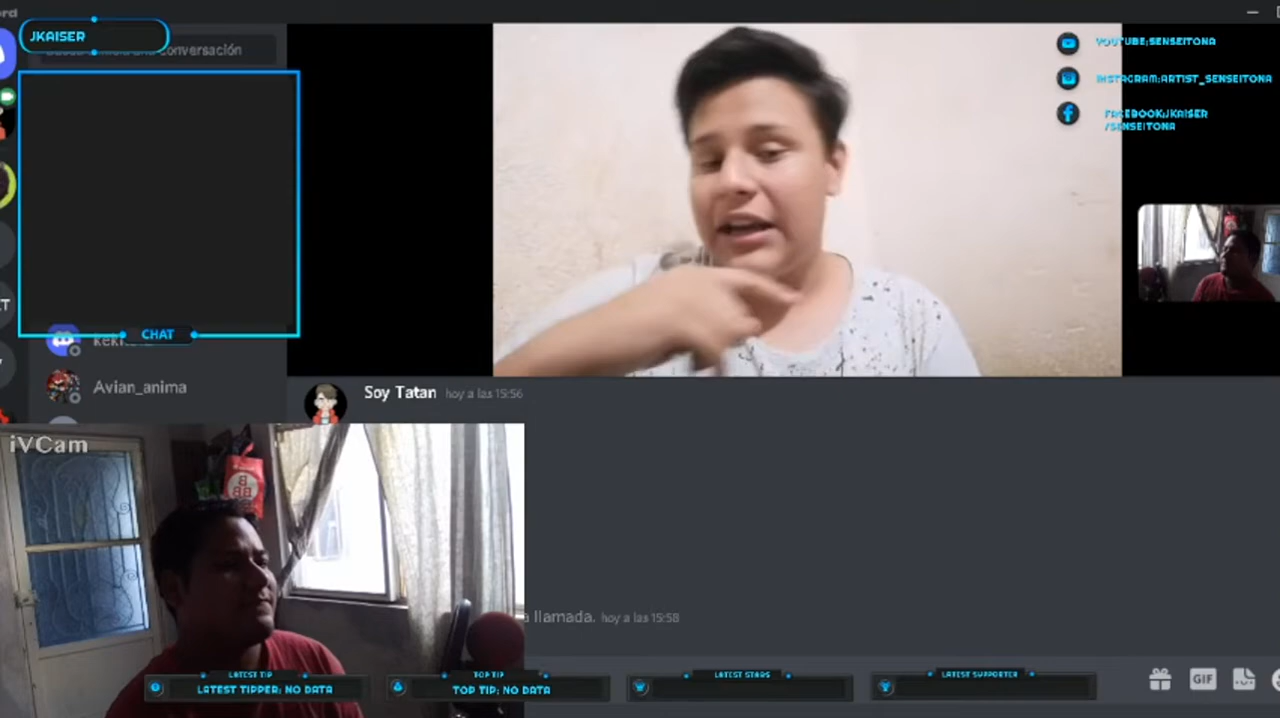 JKAISER
conversación
YOUTUBE:SENSEITONA
INSTAGRAM:ARTIST_SENSEITONA
FACEBOOK:JKAISER
/SENSEITONA
CHAT
Avian_anima
Soy Tatan hoy a las 15:56
iVCam
llamada. hoy a las 15:58
LATEST TIP
LATEST TIPPER: NO DATA
TOP TIP
TOP TIP: NO DATA
LATEST STARS
LATEST SUPPORTER
GIF